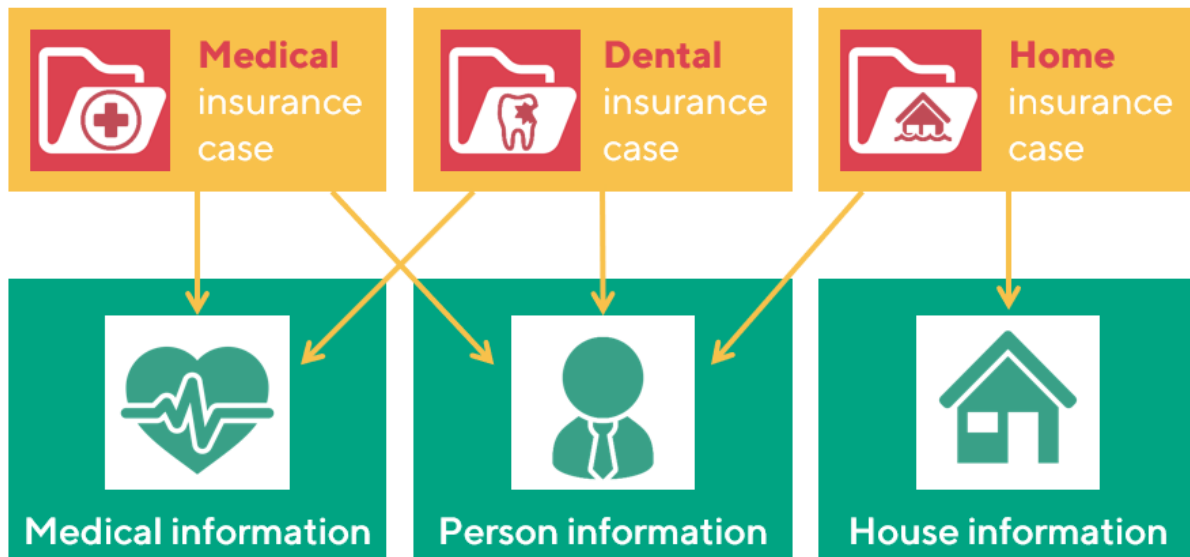 Medical
insurance
case
Dental
insurance
case
Home
insurance
case
Medical information
Person information
House information